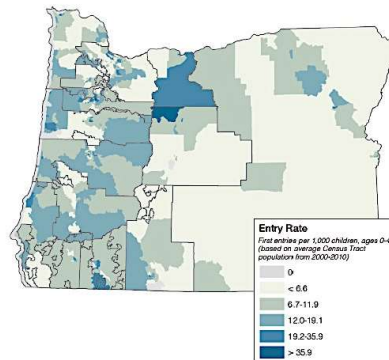 Entry Rate
First entries per 1,000 children, ages 0-4
(based on average Census Tract
population from 2000-2010)
0
< 6.6
6.7-11.9
12.0-19.1
19.2-35.9
> 35.9